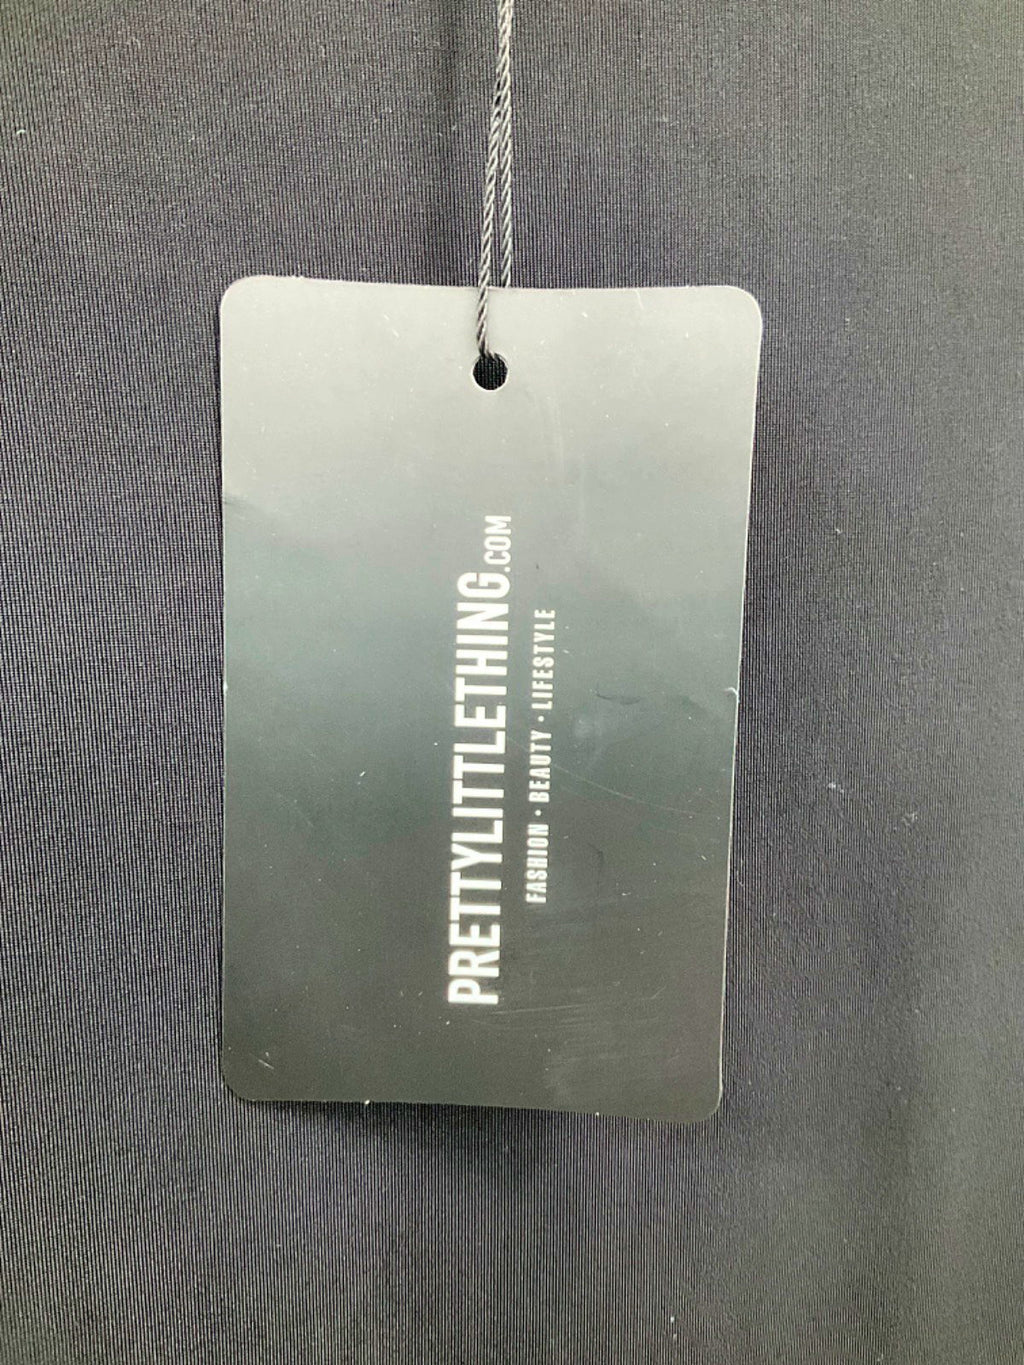 PRETTYLITTLETHING.COM
FASHION · BEAUTY · LIFESTYLE